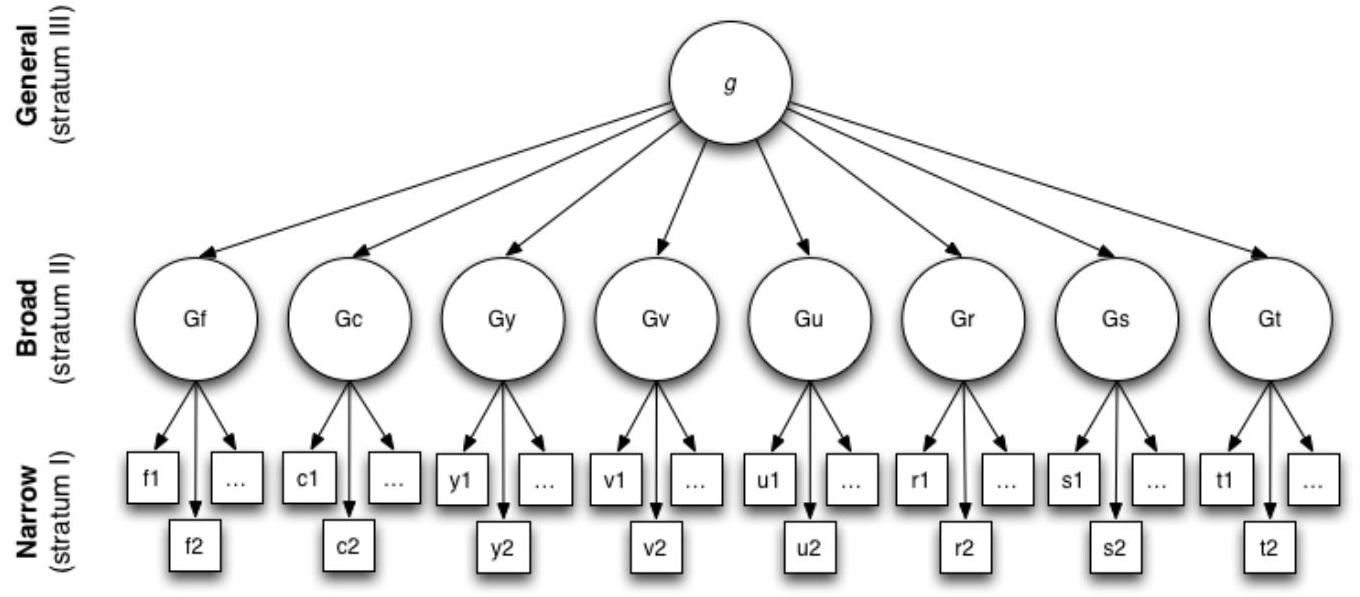 General
(stratum III)
g
Broad
(stratum II)
Gf Gc Gy Gv Gu Gr Gs Gt
Narrow
(stratum I)
f1 ... c1 ... y1 ... v1 ... u1 ... r1 ... s1 ... t1 ...
f2 c2 y2 v2 u2 r2 s2 t2